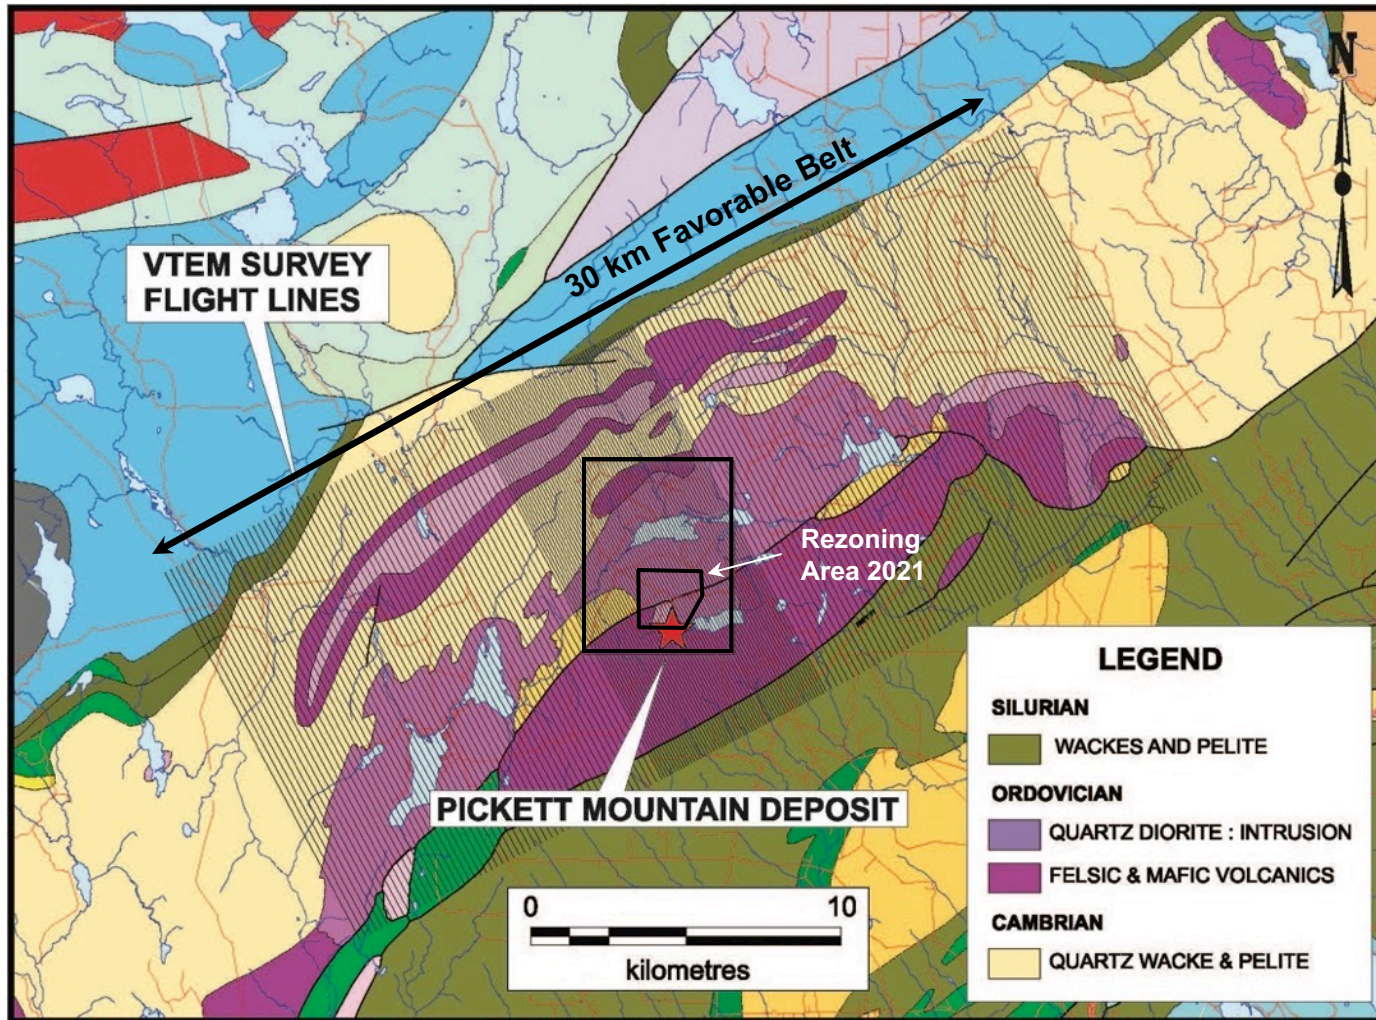 N
30 km Favorable Belt
VTEM SURVEY
FLIGHT LINES
Rezoning
Area 2021
PICKETT MOUNTAIN DEPOSIT
0 10
kilometres
LEGEND
SILURIAN
WACKES AND PELITE
ORDOVICIAN
QUARTZ DIORITE : INTRUSION
FELSIC & MAFIC VOLCANICS
CAMBRIAN
QUARTZ WACKE & PELITE